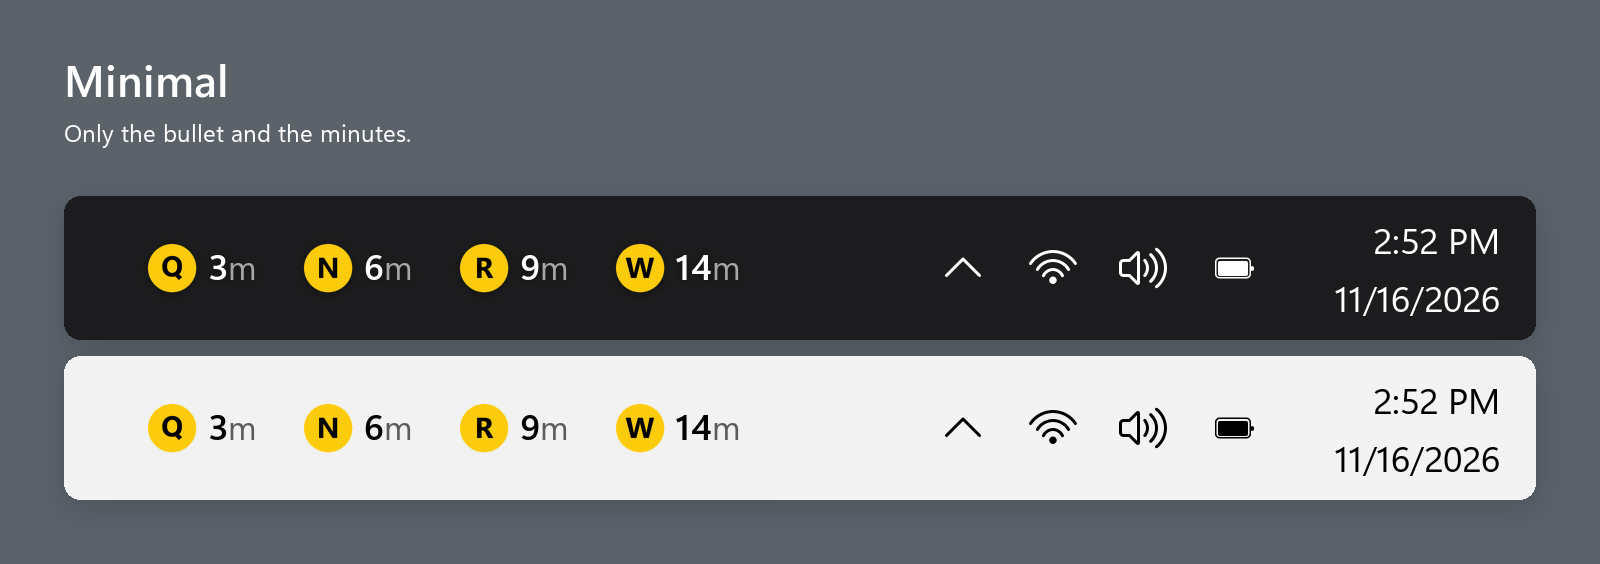 Minimal
Only the bullet and the minutes.
Q 3m N 6m R 9m W 14m
2:52 PM
11/16/2026
Q 3m N 6m R 9m W 14m
2:52 PM
11/16/2026